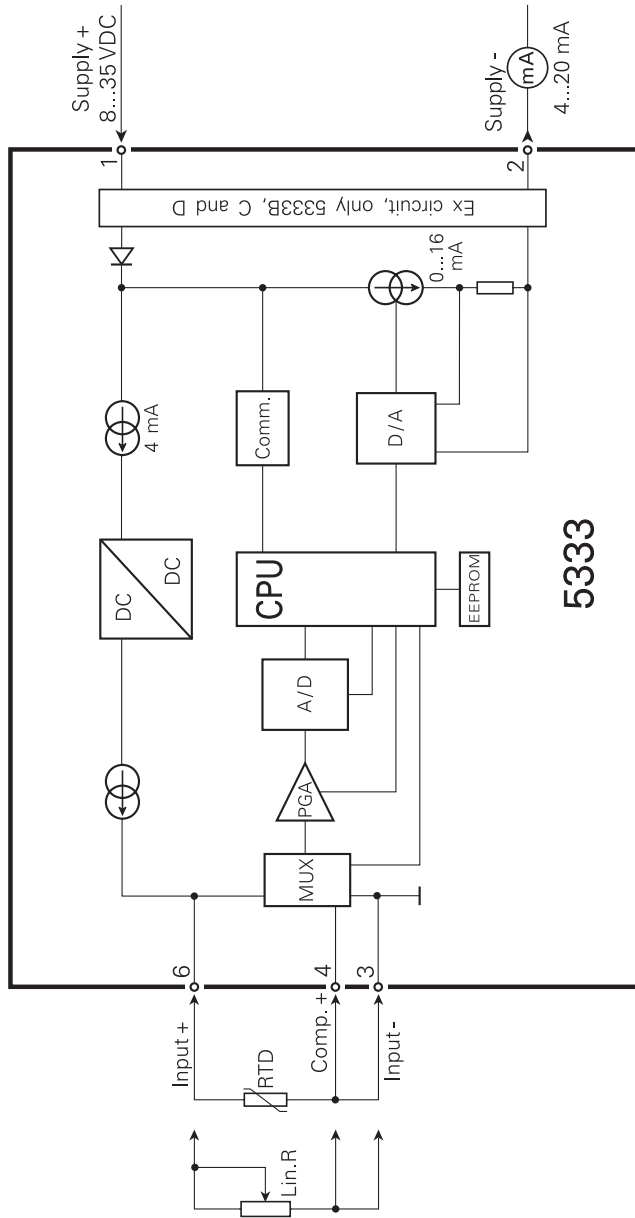 Supply +
8...35 VDC
Supply -
mA
4...20 mA
1
2
Ex circuit, only 5333B, C and D
0...16
mA
4 mA
Comm.
D/A
DC
DC
CPU
EEPROM
5333
A/D
PGA
MUX
6
4
3
Input +
Comp. +
Input -
RTD
Lin.R